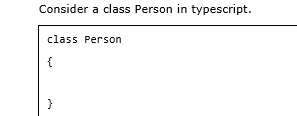 Consider a class Person in typescript.
class Person
{
}